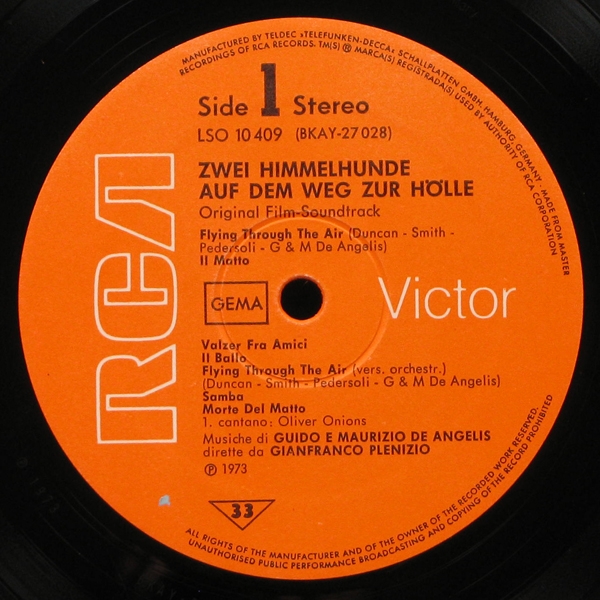 MANUFACTURED BY TELDEC »TELEFUNKEN-DECCA« SCHALLPLATTEN GMBH, HAMBURG, GERMANY. MADE FROM MASTER
RECORDINGS OF RCA RECORDS. TM(S) ® MARCA(S) REGISTRADA(S) USED BY AUTHORITY OF RCA CORPORATION
Side 1 Stereo
LSO 10 409 (BKAY-27 028)
ZWEI HIMMELHUNDE
AUF DEM WEG ZUR HÖLLE
Original Film-Soundtrack
Flying Through The Air (Duncan - Smith -
Pedersoli - G & M De Angelis)
Il Matto
RCA
GEMA
Victor
Valzer Fra Amici
Il Ballo
Flying Through The Air (vers. orchestr.)
(Duncan - Smith - Pedersoli - G & M De Angelis)
Samba
Morte Del Matto
1. cantano: Oliver Onions
Musiche di GUIDO E MAURIZIO DE ANGELIS
dirette da GIANFRANCO PLENIZIO
℗ 1973
33
ALL RIGHTS OF THE MANUFACTURER AND OF THE OWNER OF THE RECORDED WORK RESERVED.
UNAUTHORISED PUBLIC PERFORMANCE BROADCASTING AND COPYING OF THE RECORD PROHIBITED